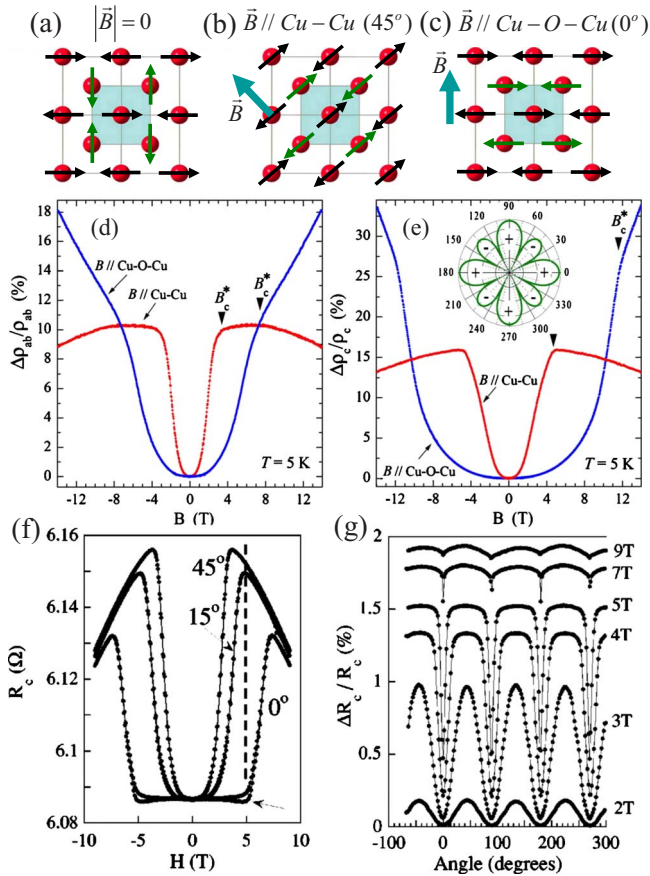 (a) |B⃗| = 0
(b) B⃗ // Cu – Cu (45°)
(c) B⃗ // Cu – O – Cu (0°)
B⃗
B⃗
(d)
18
16
14
12
10
8
6
4
2
0
Δρab/ρab (%)
B // Cu-O-Cu
B // Cu-Cu
B*c
B*c
T = 5 K
-12 -8 -4 0 4 8 12
B (T)
(e)
30
25
20
15
10
5
0
Δρc/ρc (%)
90
120 60
150 30
180 0
210 330
240 300
270
+ - + - + - + -
B*c
B // Cu-Cu
B // Cu-O-Cu
T = 5 K
-12 -8 -4 0 4 8 12
B (T)
(f)
6.16
6.14
6.12
6.1
6.08
Rc (Ω)
45°
15°
0°
-10 -5 0 5 10
H (T)
(g)
2
1.5
1
0.5
0
ΔRc / Rc (%)
9T
7T
5T
4T
3T
2T
-100 0 100 200 300
Angle (degrees)